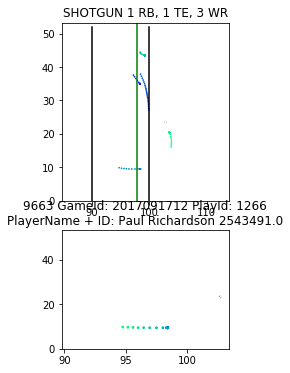 SHOTGUN 1 RB, 1 TE, 3 WR
50
40
30
20
10
0
90 100 110
9663 GameId: 2017091712 PlayId: 1266
PlayerName + ID: Paul Richardson 2543491.0
40
20
0
90 95 100